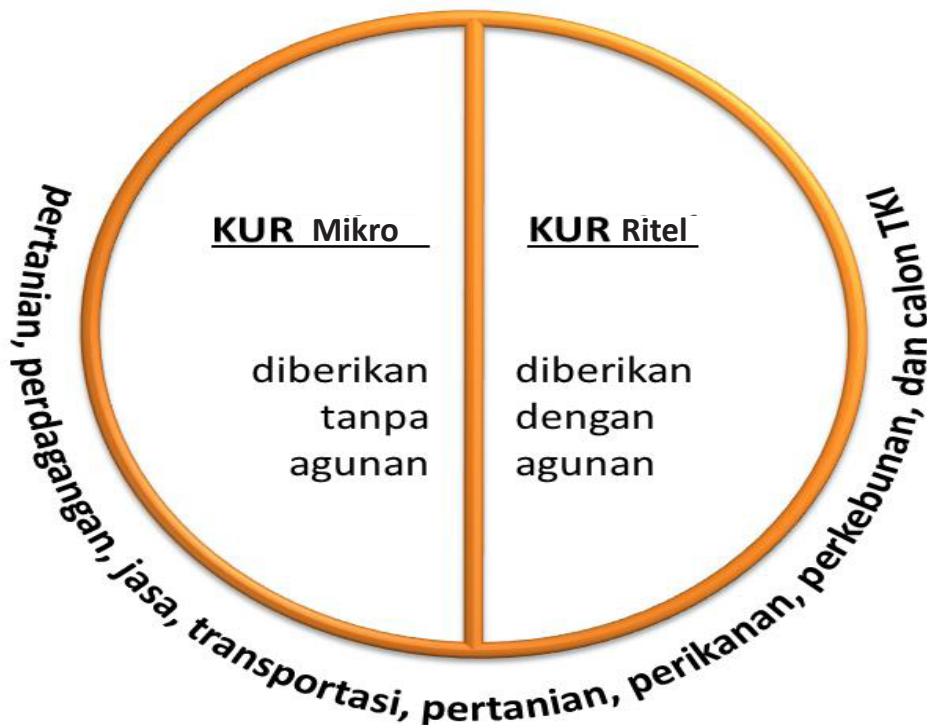 KUR Mikro
diberikan
tanpa
agunan
KUR Ritel
diberikan
dengan
agunan
pertanian, perdagangan, jasa, transportasi, pertanian, perikanan, perkebunan, dan calon TKI